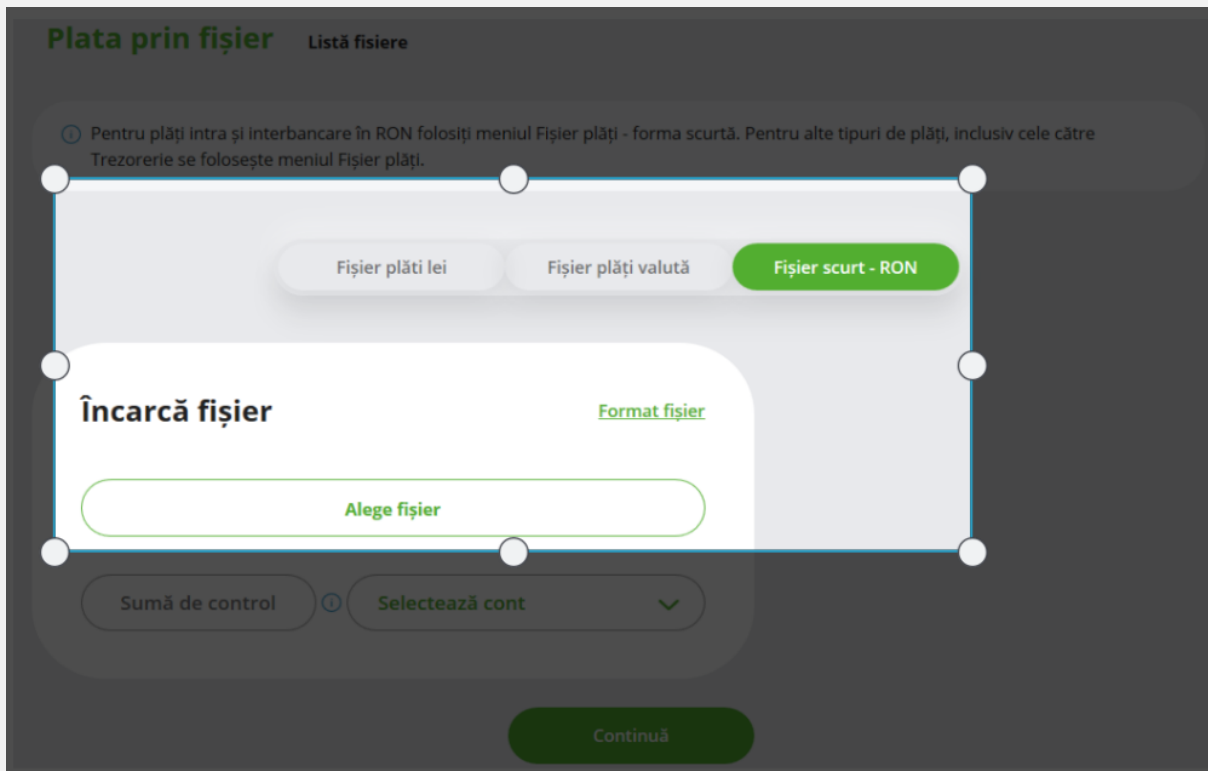 Plata prin fișier Listă fisiere
Pentru plăți intra și interbancare în RON folosiți meniul Fișier plăți - forma scurtă. Pentru alte tipuri de plăți, inclusiv cele către
Trezorerie se folosește meniul Fișier plăți.
Fișier plăti lei Fișier plăți valută Fișier scurt - RON
Încarcă fișier Format fișier
Alege fișier
Sumă de control Selectează cont
Continuă